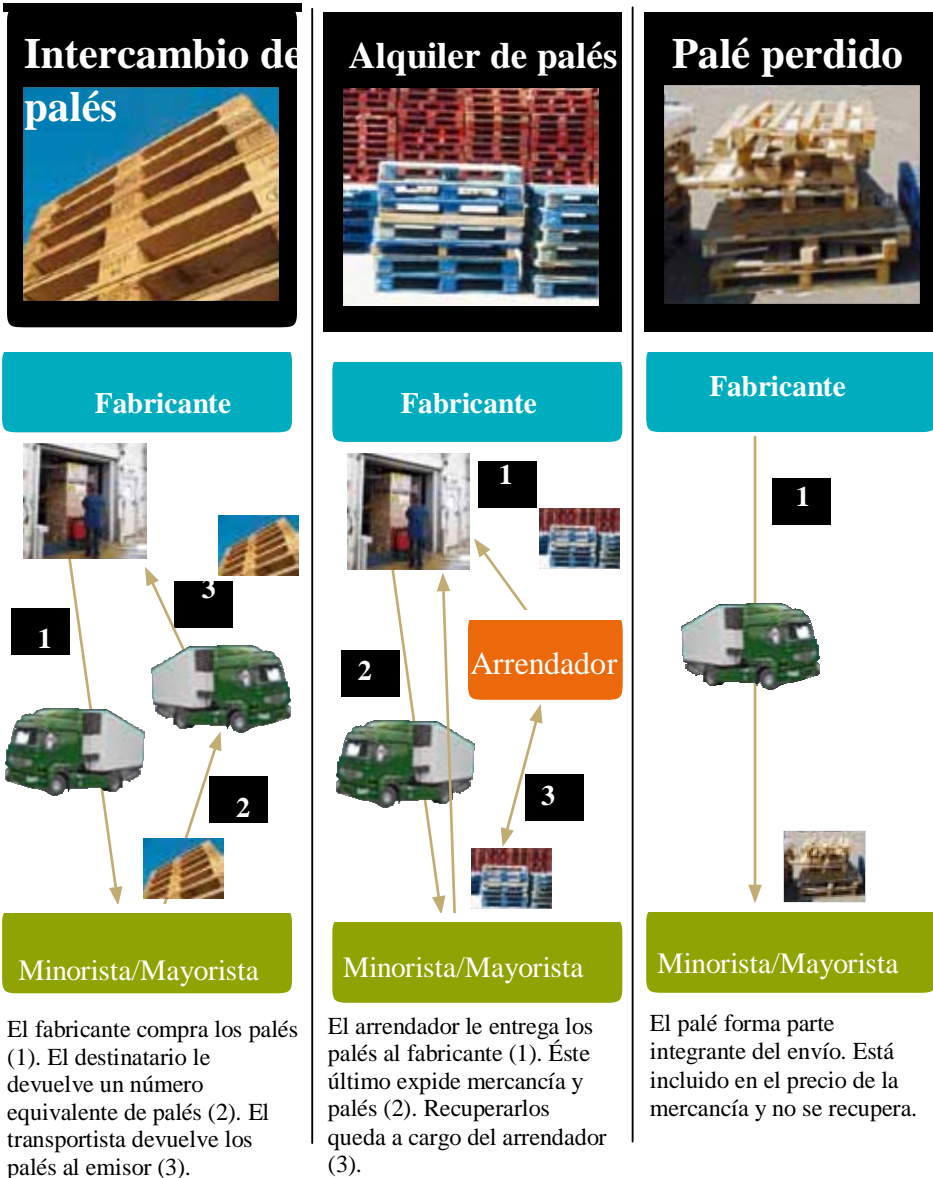 Intercambio de
palés
Fabricante
3
1
2
Minorista/Mayorista
El fabricante compra los palés
(1). El destinatario le
devuelve un número
equivalente de palés (2). El
transportista devuelve los
palés al emisor (3).
Alquiler de palés
Fabricante
1
Arrendador
2
3
Minorista/Mayorista
El arrendador le entrega los
palés al fabricante (1). Éste
último expide mercancía y
palés (2). Recuperarlos
queda a cargo del arrendador
(3).
Palé perdido
Fabricante
1
Minorista/Mayorista
El palé forma parte
integrante del envío. Está
incluido en el precio de la
mercancía y no se recupera.